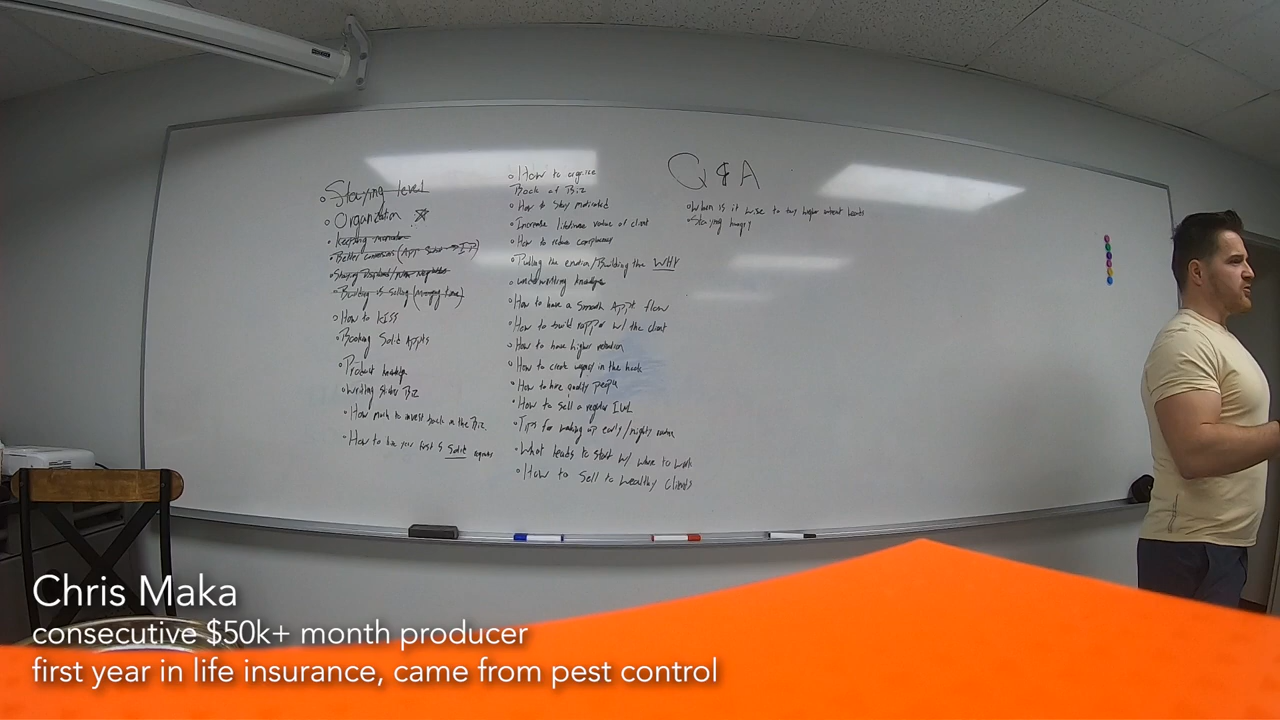 Staying level
Organization
Keeping
Better (APPT
Staying
Building vs selling (
How to KISS
Booking Solid Appts
Product knowledge
Writing Biz
How much to invest back in the Biz
How to your first 5 Solid
How to organize
Book of Biz
How to stay motivated
Increase lifetime value of client
How to reduce complacency
Pulling the emotion/Building the WHY
underwriting knowledge
How to have a smooth APPT flow
How to build rapport w/ the client
How to have higher retention
How to create urgency in the
How to hire quality people
How to sell a regular IUL
Tips for waking up early/nightly routine
What leads to start w/ where to work
How to Sell to wealthy Clients
Q&A
When is it wise to buy higher intent leads
Staying hungry
Chris Maka
consecutive $50k+ month producer
first year in life insurance, came from pest control